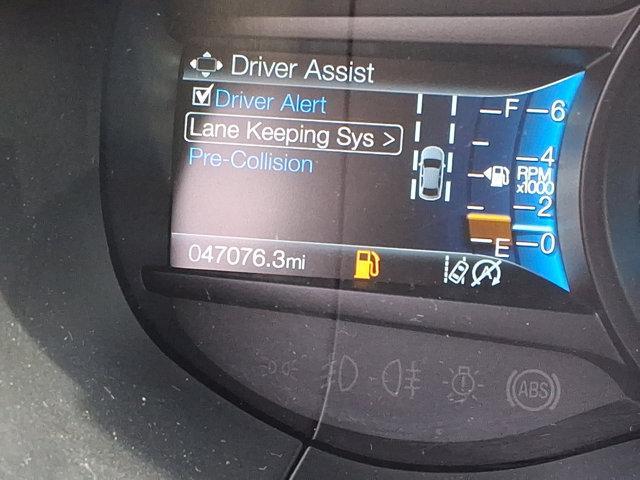 Driver Assist
Driver Alert
Lane Keeping Sys >
Pre-Collision
F
6
4
RPM
x1000
2
E
0
047076.3mi
A
ABS